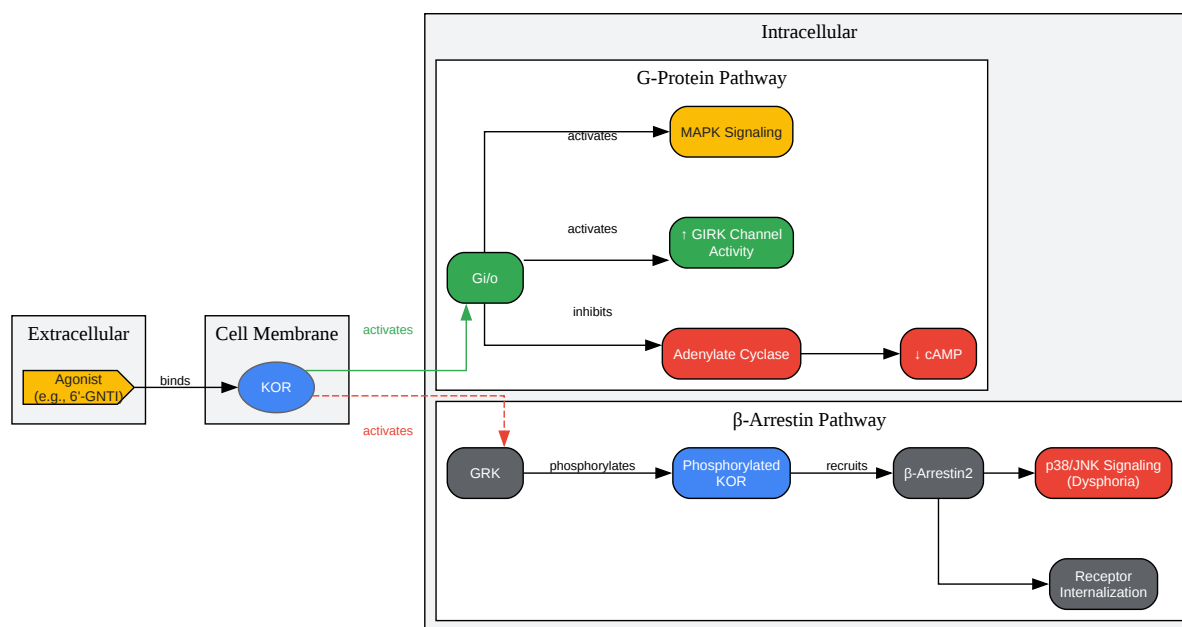 Intracellular
G-Protein Pathway
activates
MAPK Signaling
activates
↑ GIRK Channel
Activity
Gi/o
inhibits
Adenylate Cyclase
↓ cAMP
Extracellular
Agonist
(e.g., 6'-GNTI)
binds
Cell Membrane
KOR
activates
activates
β-Arrestin Pathway
GRK
phosphorylates
Phosphorylated
KOR
recruits
β-Arrestin2
p38/JNK Signaling
(Dysphoria)
Receptor
Internalization